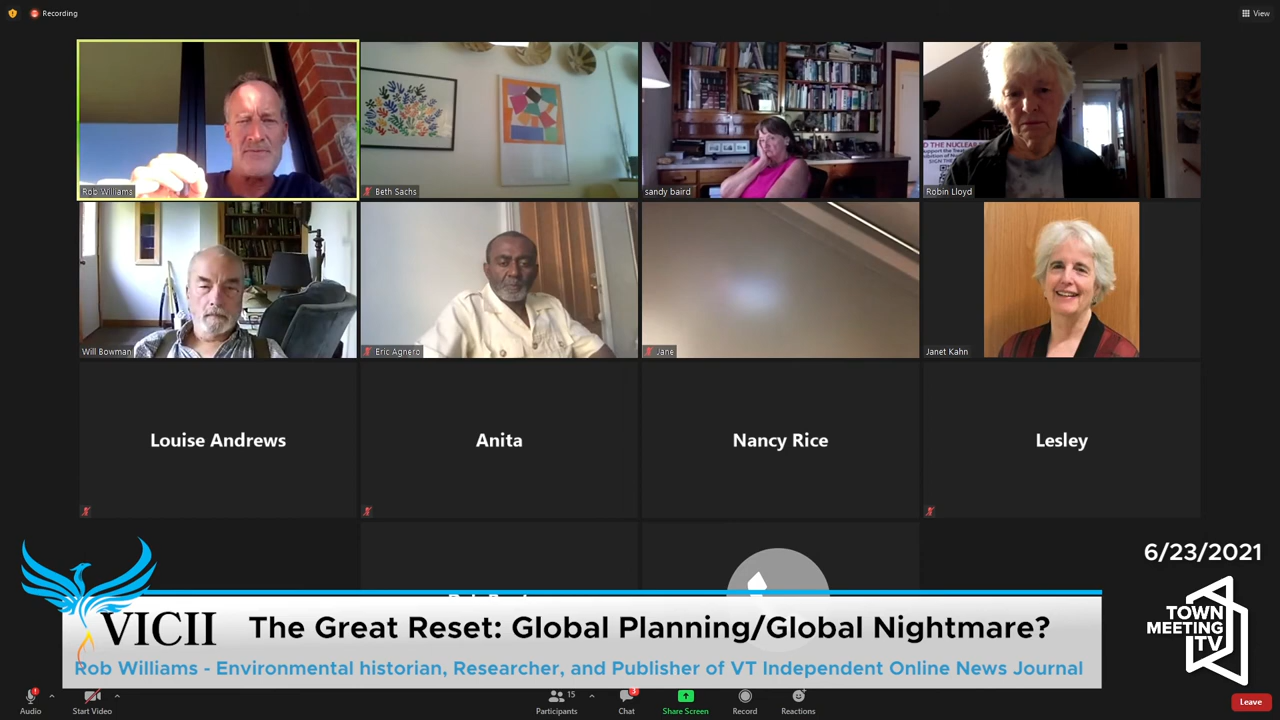 Recording
View
Rob Williams
Beth Sachs
sandy baird
Robin Lloyd
Will Bowman
Eric Agnero
Jane
Janet Kahn
Louise Andrews
Anita
Nancy Rice
Lesley
6/23/2021
TOWN
MEETING
TV
VICII
The Great Reset: Global Planning/Global Nightmare?
Rob Williams - Environmental historian, Researcher, and Publisher of VT Independent Online News Journal
Audio
Start Video
15
Participants
3
Chat
Share Screen
Record
Reactions
Leave